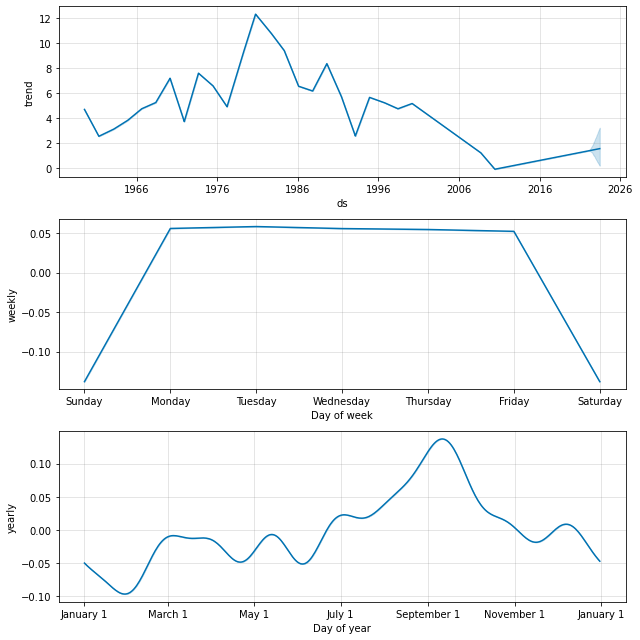 12
10
8
6
4
2
0
trend
1966 1976 1986 1996 2006 2016 2026
ds
0.05
0.00
−0.05
−0.10
weekly
Sunday Monday Tuesday Wednesday Thursday Friday Saturday
Day of week
0.10
0.05
0.00
−0.05
−0.10
yearly
January 1 March 1 May 1 July 1 September 1 November 1 January 1
Day of year